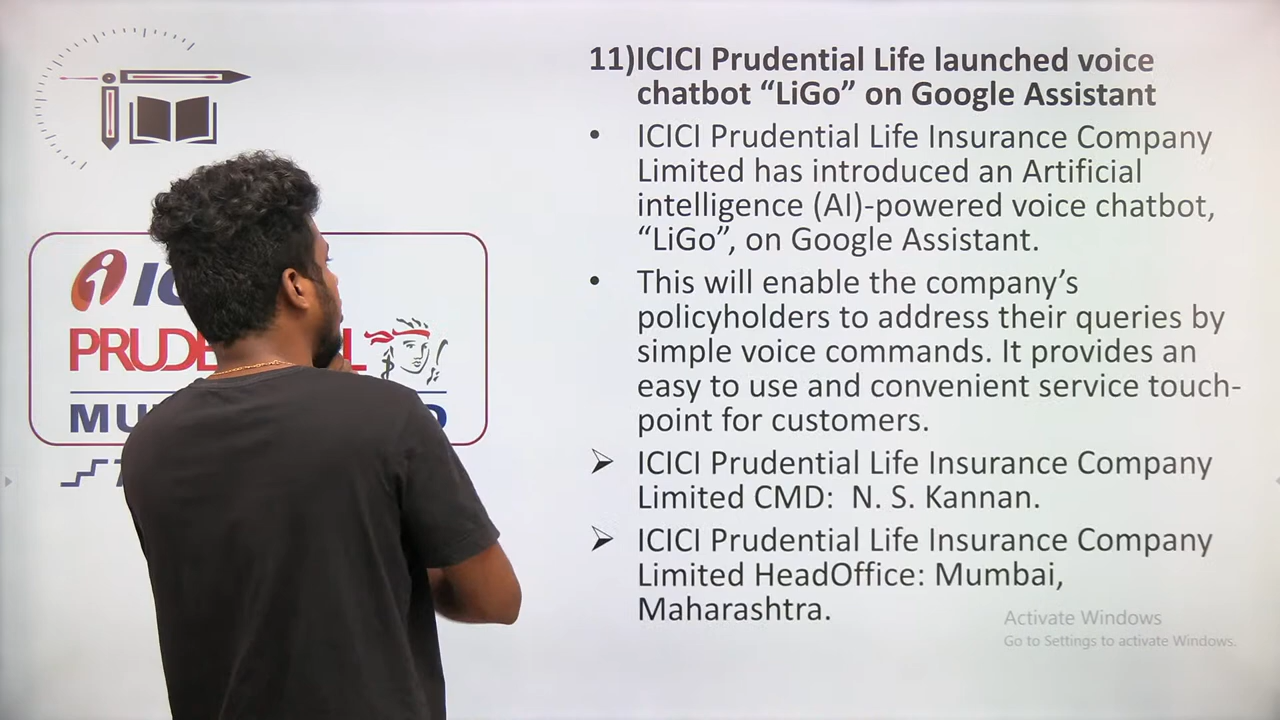 11)ICICI Prudential Life launched voice
chatbot “LiGo” on Google Assistant
• ICICI Prudential Life Insurance Company
Limited has introduced an Artificial
intelligence (AI)-powered voice chatbot,
“LiGo”, on Google Assistant.
• This will enable the company’s
policyholders to address their queries by
simple voice commands. It provides an
easy to use and convenient service touch-
point for customers.
➢ ICICI Prudential Life Insurance Company
Limited CMD: N. S. Kannan.
➢ ICICI Prudential Life Insurance Company
Limited HeadOffice: Mumbai,
Maharashtra.
Activate Windows
Go to Settings to activate Windows.